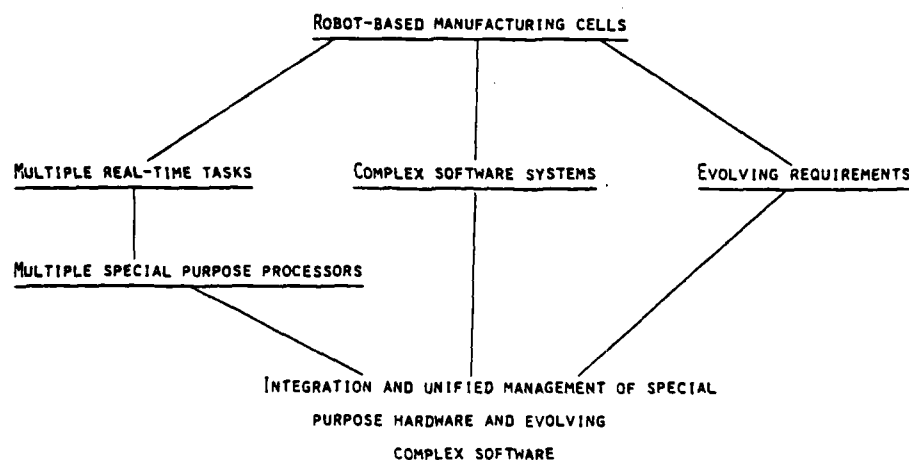 ROBOT-BASED MANUFACTURING CELLS
MULTIPLE REAL-TIME TASKS
COMPLEX SOFTWARE SYSTEMS
EVOLVING REQUIREMENTS
MULTIPLE SPECIAL PURPOSE PROCESSORS
INTEGRATION AND UNIFIED MANAGEMENT OF SPECIAL
PURPOSE HARDWARE AND EVOLVING
COMPLEX SOFTWARE